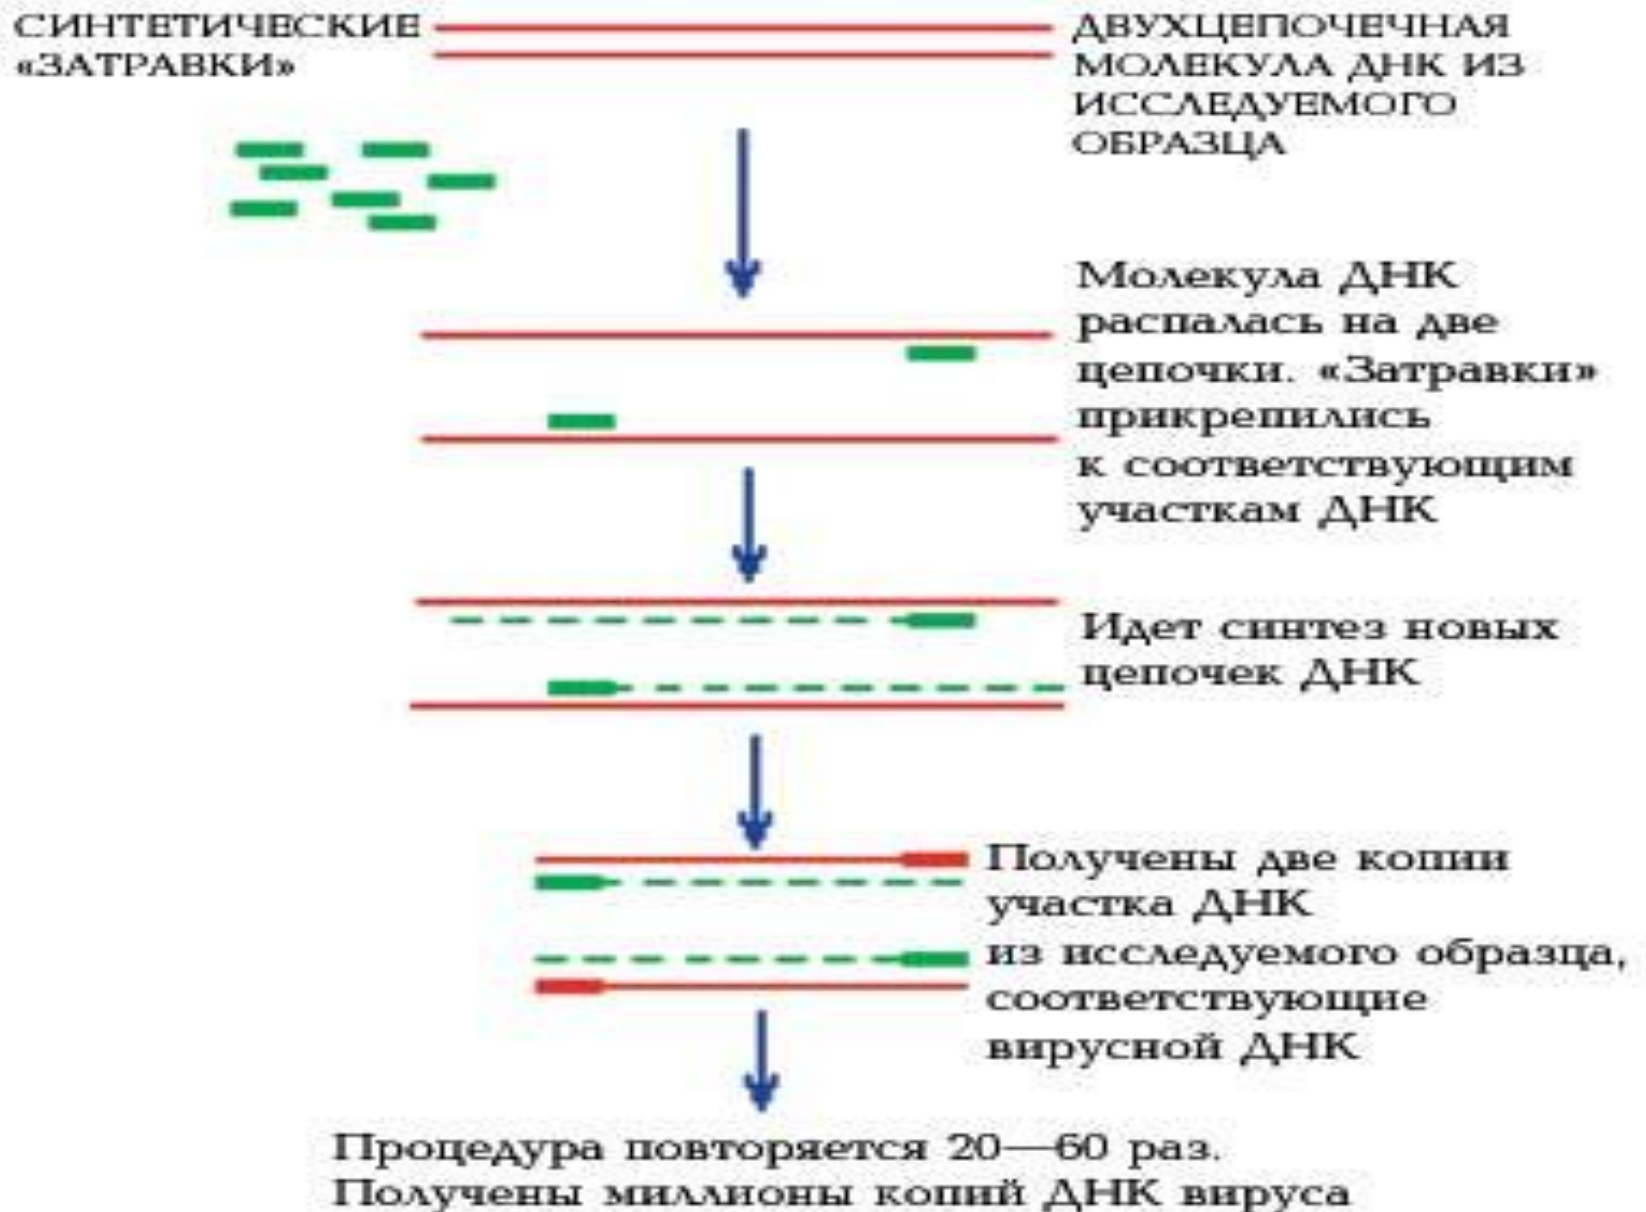 СИНТЕТИЧЕСКИЕ
«ЗАТРАВКИ»
ДВУХЦЕПОЧЕЧНАЯ
МОЛЕКУЛА ДНК ИЗ
ИССЛЕДУЕМОГО
ОБРАЗЦА
Молекула ДНК
распалась на две
цепочки. «Затравки»
прикрепились
к соответствующим
участкам ДНК
Идет синтез новых
цепочек ДНК
Получены две копии
участка ДНК
из исследуемого образца,
соответствующие
вирусной ДНК
Процедура повторяется 20—60 раз.
Получены миллионы копий ДНК вируса